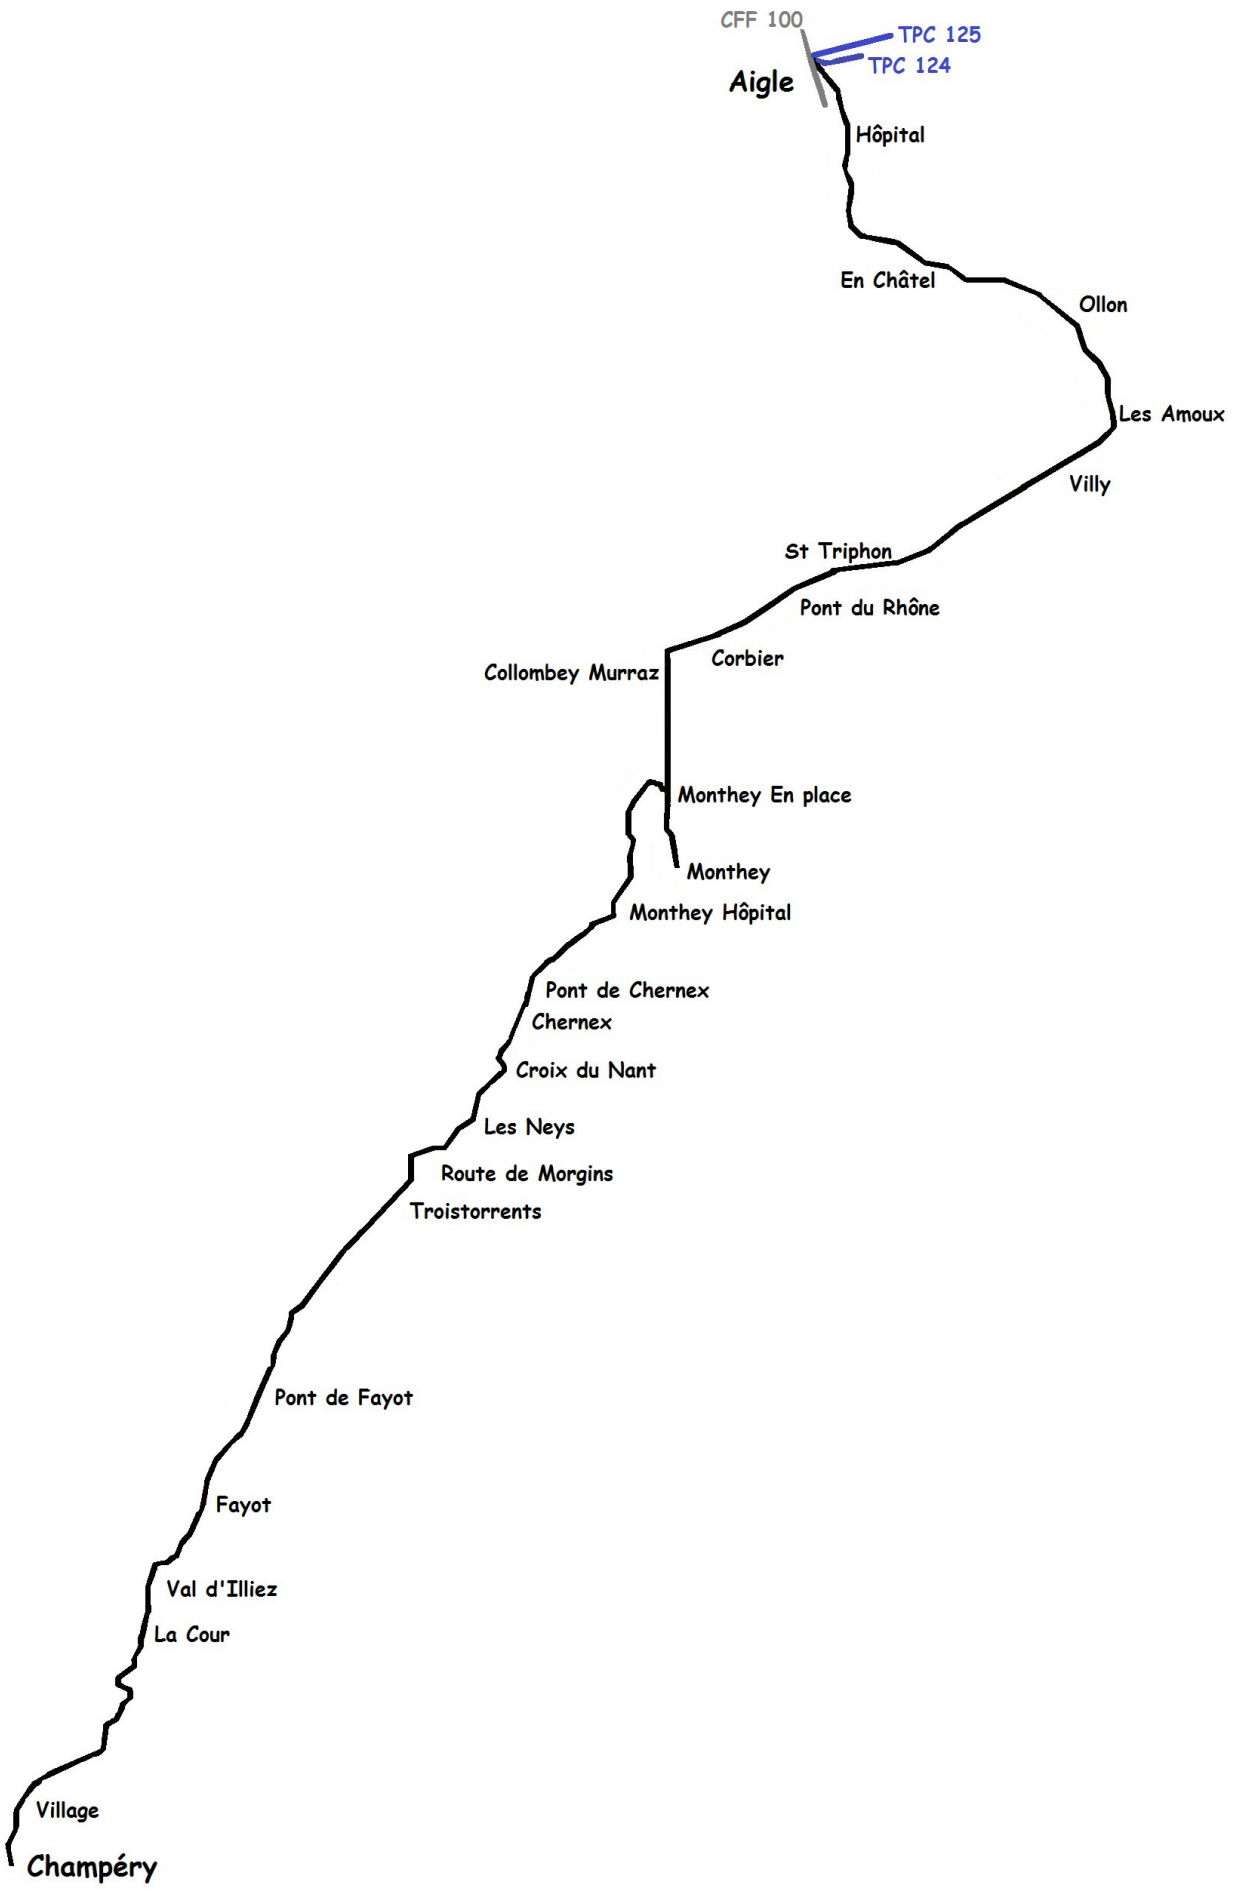 CFF 100
TPC 125
TPC 124
Aigle
Hôpital
En Châtel
Ollon
Les Amoux
Villy
St Triphon
Pont du Rhône
Corbier
Collombey Murraz
Monthey En place
Monthey
Monthey Hôpital
Pont de Chernex
Chernex
Croix du Nant
Les Neys
Route de Morgins
Troistorrents
Pont de Fayot
Fayot
Val d'Illiez
La Cour
Village
Champéry